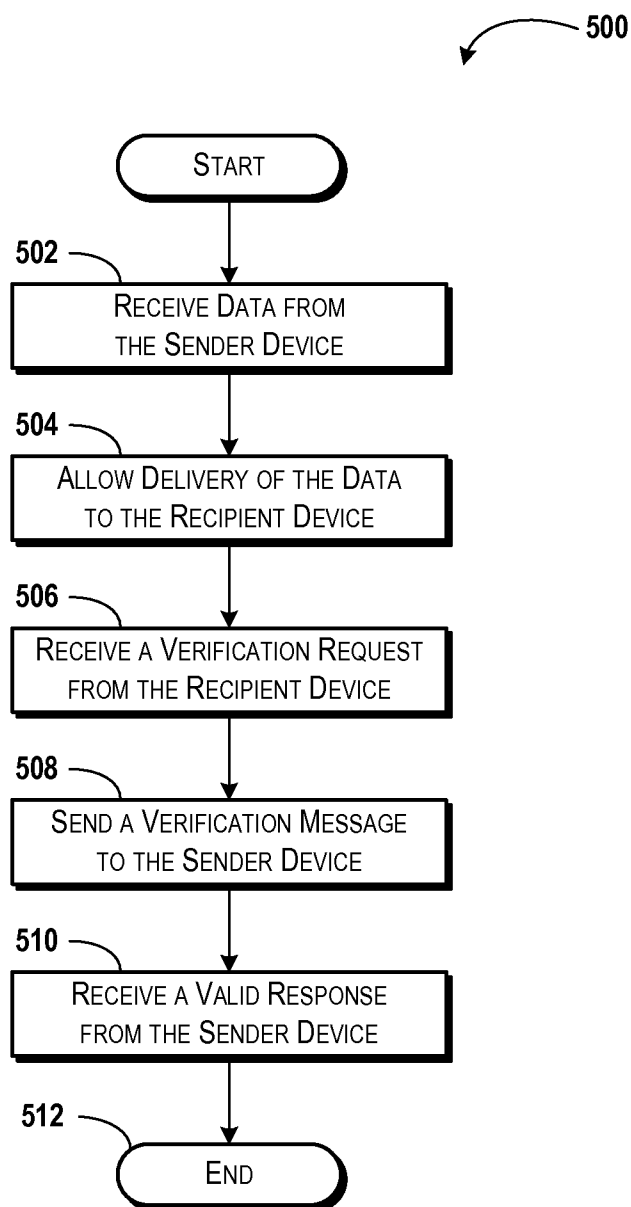 500
START
502
RECEIVE DATA FROM
THE SENDER DEVICE
504
ALLOW DELIVERY OF THE DATA
TO THE RECIPIENT DEVICE
506
RECEIVE A VERIFICATION REQUEST
FROM THE RECIPIENT DEVICE
508
SEND A VERIFICATION MESSAGE
TO THE SENDER DEVICE
510
RECEIVE A VALID RESPONSE
FROM THE SENDER DEVICE
512
END